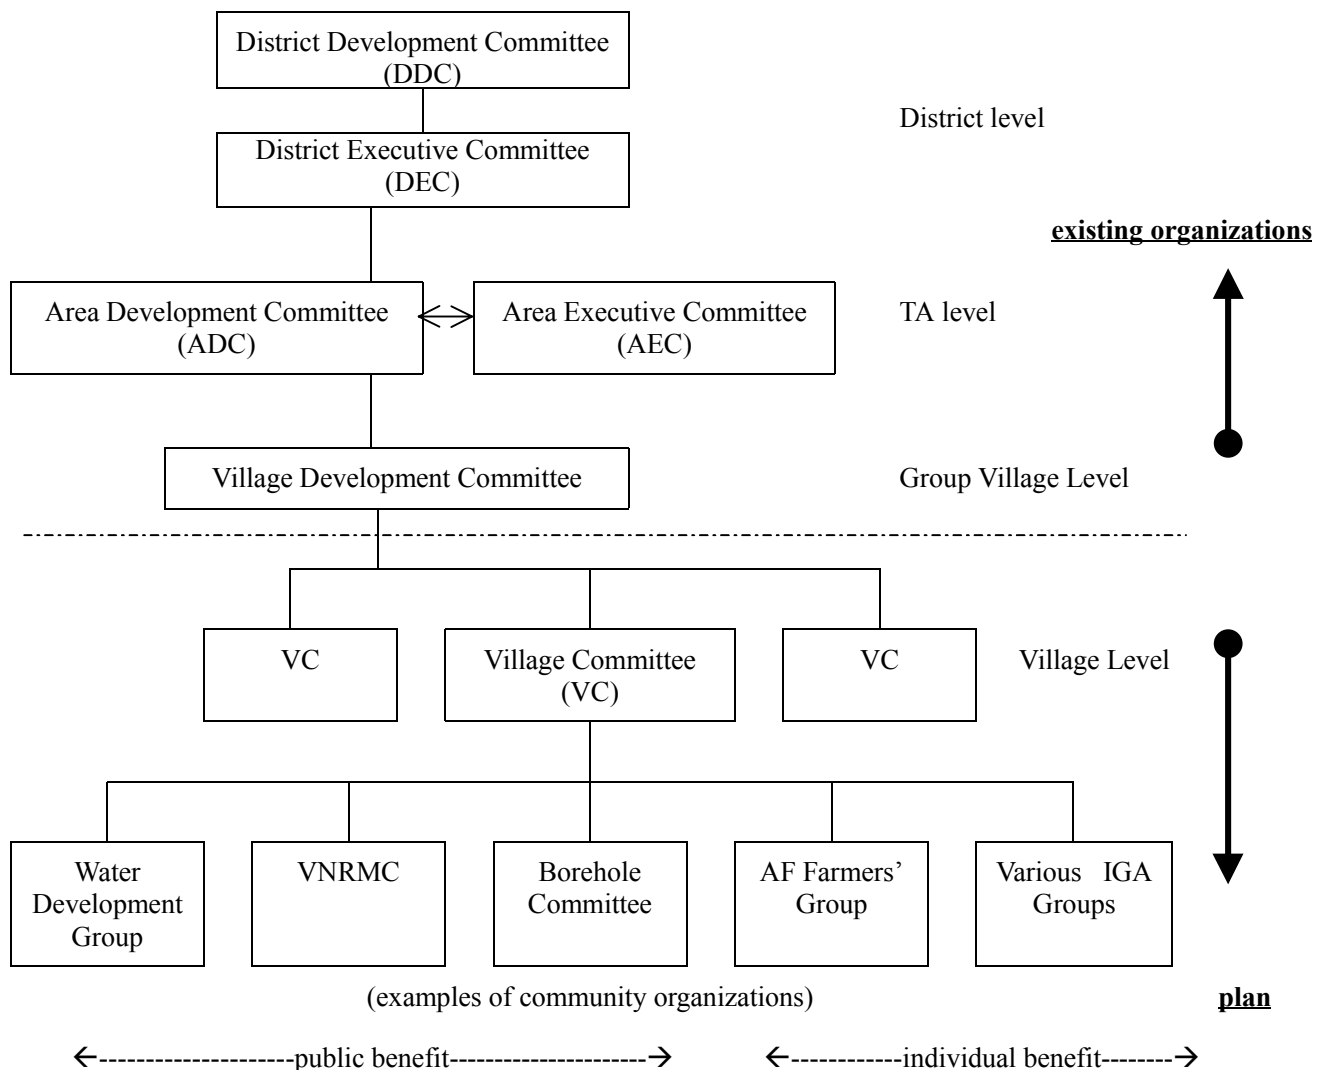 District Development Committee
(DDC)
District level
District Executive Committee
(DEC)
existing organizations
Area Development Committee
(ADC)
Area Executive Committee
(AEC)
TA level
Village Development Committee
Group Village Level
VC
Village Committee
(VC)
VC
Village Level
Water
Development
Group
VNRMC
Borehole
Committee
AF Farmers’
Group
Various IGA
Groups
(examples of community organizations)
plan
←---------------------public benefit---------------------→
←------------individual benefit--------→